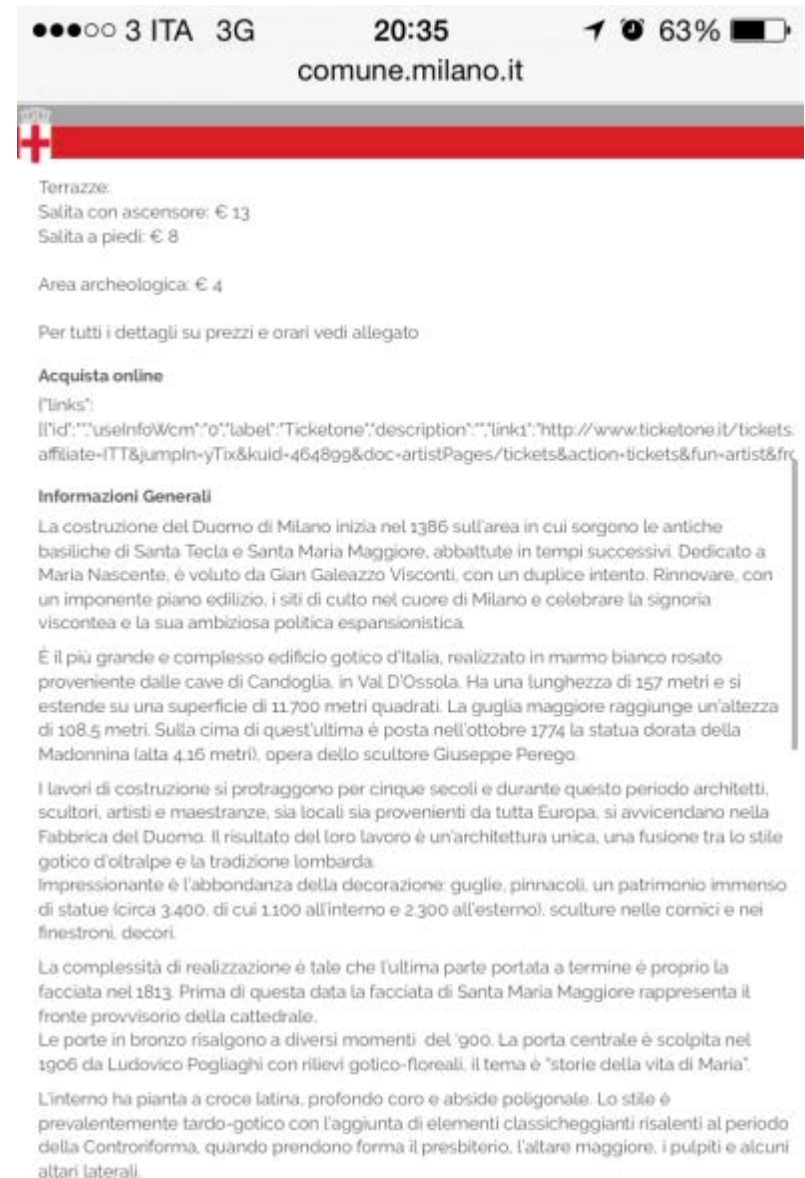 3 ITA 3G 20:35 63%
comune.milano.it
Terrazze:
Salita con ascensore: € 13
Salita a piedi: € 8
Area archeologica: € 4
Per tutti i dettagli su prezzi e orari vedi allegato
Acquista online
{"links":
[{"id":"","useInfoWcm":"0","label":"Ticketone","description":"","link1":"http://www.ticketone.it/tickets.
affiliate=ITT&jumpIn=yTix&kuid=464899&doc=artistPages/tickets&action=tickets&fun=artist&fro
Informazioni Generali
La costruzione del Duomo di Milano inizia nel 1386 sull'area in cui sorgono le antiche
basiliche di Santa Tecla e Santa Maria Maggiore, abbattute in tempi successivi. Dedicato a
Maria Nascente, è voluto da Gian Galeazzo Visconti, con un duplice intento. Rinnovare, con
un imponente piano edilizio, i siti di culto nel cuore di Milano e celebrare la signoria
viscontea e la sua ambiziosa politica espansionistica.
È il più grande e complesso edificio gotico d'Italia, realizzato in marmo bianco rosato
proveniente dalle cave di Candoglia, in Val D'Ossola. Ha una lunghezza di 157 metri e si
estende su una superficie di 11.700 metri quadrati. La guglia maggiore raggiunge un'altezza
di 108,5 metri. Sulla cima di quest'ultima è posta nell'ottobre 1774 la statua dorata della
Madonnina (alta 4,16 metri), opera dello scultore Giuseppe Perego.
I lavori di costruzione si protraggono per cinque secoli e durante questo periodo architetti,
scultori, artisti e maestranze, sia locali sia provenienti da tutta Europa, si avvicendano nella
Fabbrica del Duomo. Il risultato del loro lavoro è un'architettura unica, una fusione tra lo stile
gotico d'oltralpe e la tradizione lombarda.
Impressionante è l'abbondanza della decorazione: guglie, pinnacoli, un patrimonio immenso
di statue (circa 3.400, di cui 1.100 all'interno e 2.300 all'esterno), sculture nelle cornici e nei
finestroni, decori.
La complessità di realizzazione è tale che l'ultima parte portata a termine è proprio la
facciata nel 1813. Prima di questa data la facciata di Santa Maria Maggiore rappresenta il
fronte provvisorio della cattedrale.
Le porte in bronzo risalgono a diversi momenti del '900. La porta centrale è scolpita nel
1906 da Ludovico Pogliaghi con rilievi gotico-floreali, il tema è "storie della vita di Maria".
L'interno ha pianta a croce latina, profondo coro e abside poligonale. Lo stile è
prevalentemente tardo-gotico con l'aggiunta di elementi classicheggianti risalenti al periodo
della Controriforma, quando prendono forma il presbiterio, l'altare maggiore, i pulpiti e alcuni
altari laterali.